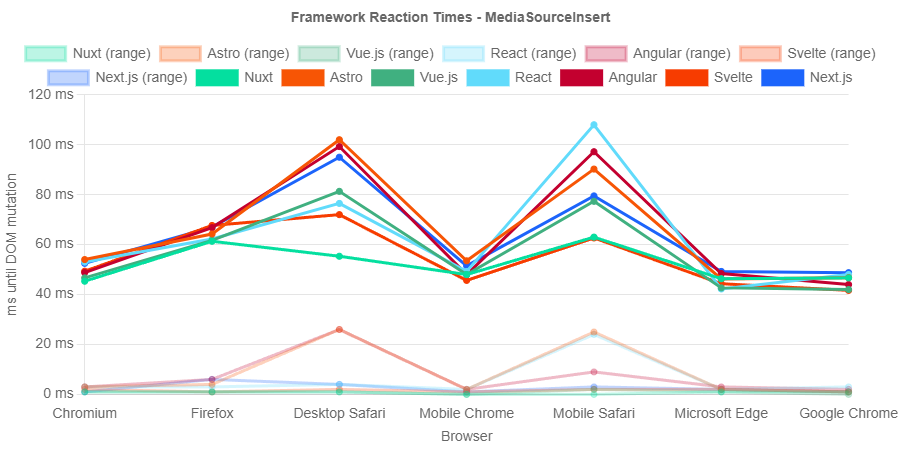 Framework Reaction Times - MediaSourceInsert
Nuxt (range) Astro (range) Vue.js (range) React (range) Angular (range) Svelte (range)
Next.js (range) Nuxt Astro Vue.js React Angular Svelte Next.js
120 ms
100 ms
80 ms
60 ms
40 ms
20 ms
0 ms
ms until DOM mutation
Chromium Firefox Desktop Safari Mobile Chrome Mobile Safari Microsoft Edge Google Chrome
Browser